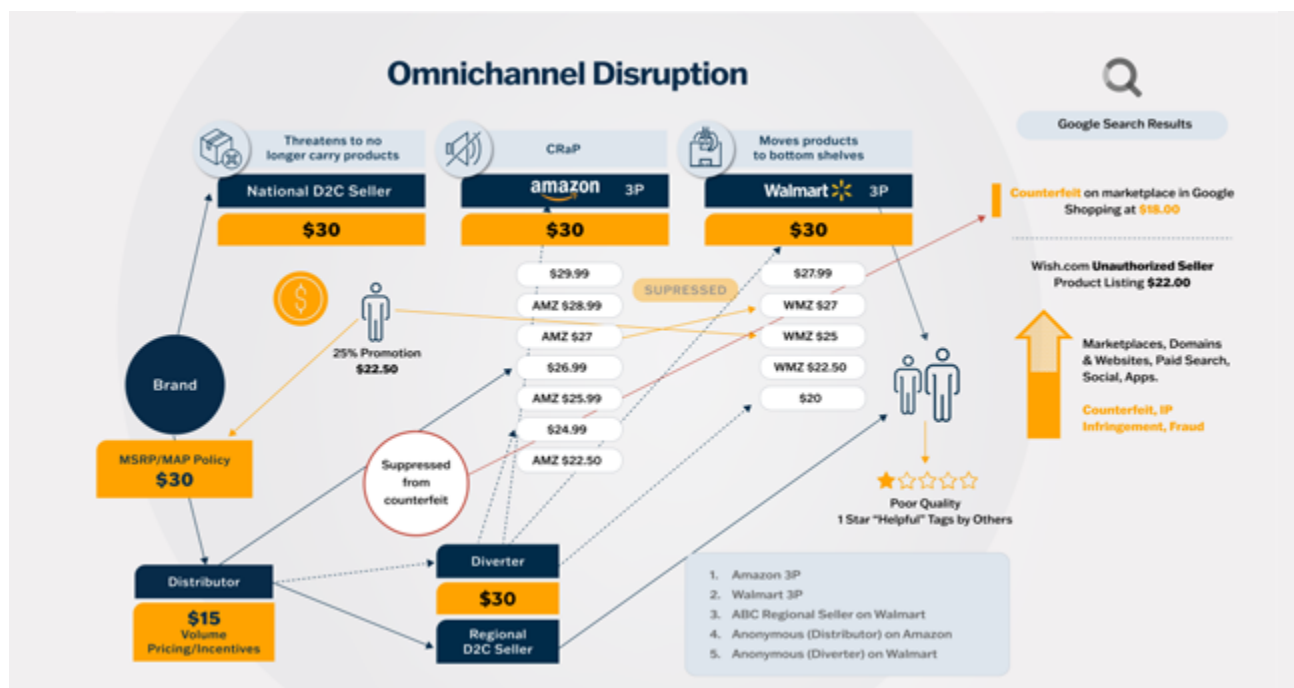 Omnichannel Disruption
Google Search Results
Threatens to no
longer carry products
National D2C Seller
$30
CRaP
amazon 3P
$30
Moves products
to bottom shelves
Walmart 3P
$30
Counterfeit on marketplace in Google
Shopping at $18.00
Wish.com Unauthorized Seller
Product Listing $22.00
Marketplaces, Domains
& Websites, Paid Search,
Social, Apps.
Counterfeit, IP
Infringement, Fraud
$
25% Promotion
$22.50
$29.99
AMZ $28.99
AMZ $27
$26.99
AMZ $25.99
$24.99
AMZ $22.50
SUPRESSED
$27.99
WMZ $27
WMZ $25
WMZ $22.50
$20
Brand
MSRP/MAP Policy
$30
Suppressed
from
counterfeit
Poor Quality
1 Star “Helpful” Tags by Others
Distributor
$15
Volume
Pricing/Incentives
Diverter
$30
Regional
D2C Seller
1. Amazon 3P
2. Walmart 3P
3. ABC Regional Seller on Walmart
4. Anonymous (Distributor) on Amazon
5. Anonymous (Diverter) on Walmart